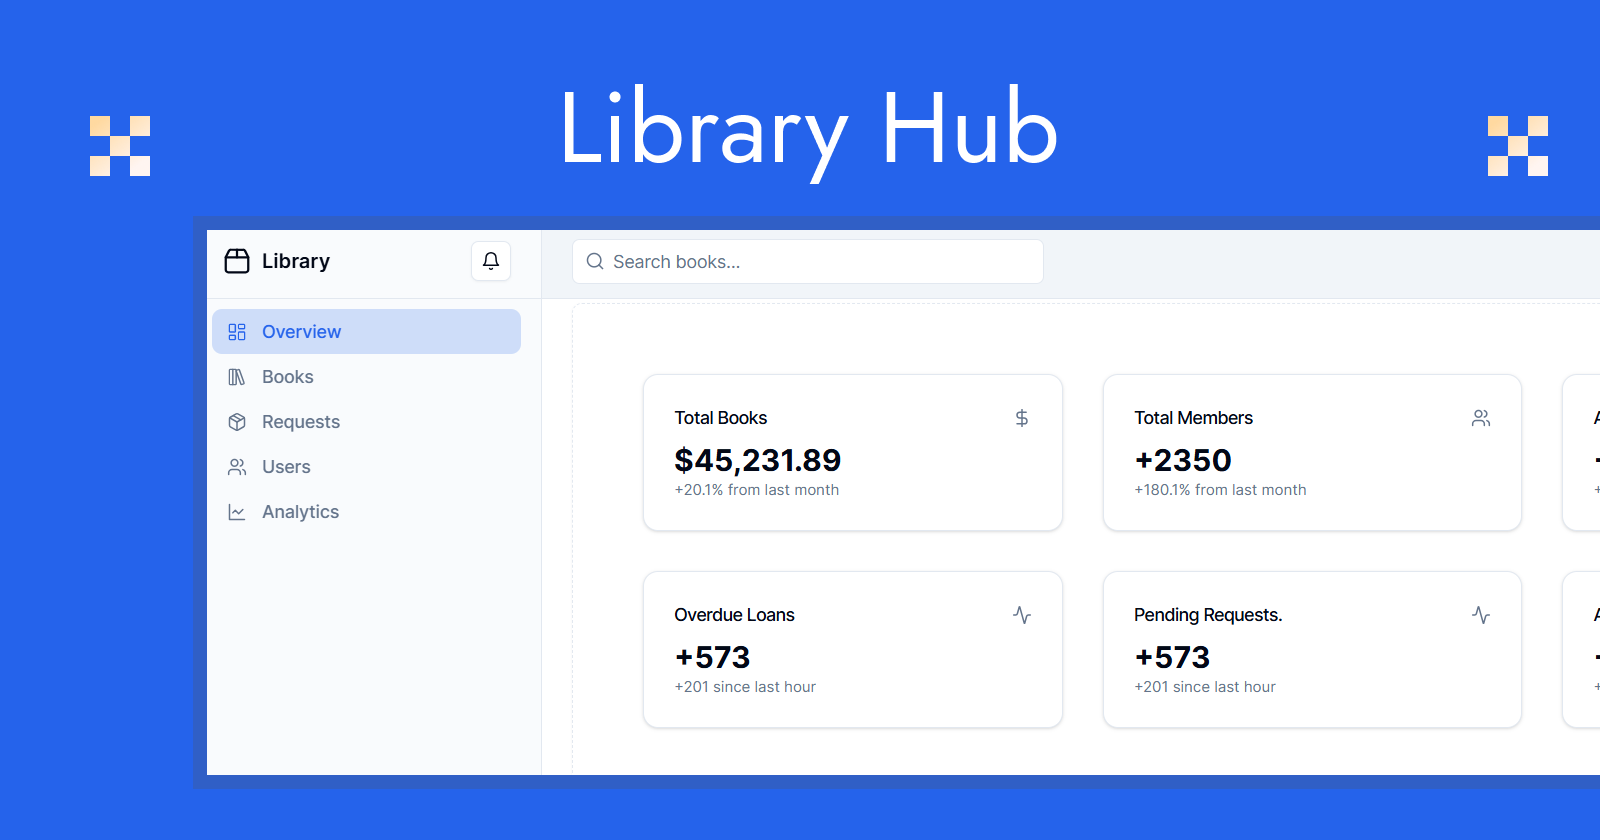 Library Hub
Library
Search books...
Overview
Books
Requests
Users
Analytics
Total Books
$45,231.89
+20.1% from last month
Total Members
+2350
+180.1% from last month
Overdue Loans
+573
+201 since last hour
Pending Requests.
+573
+201 since last hour